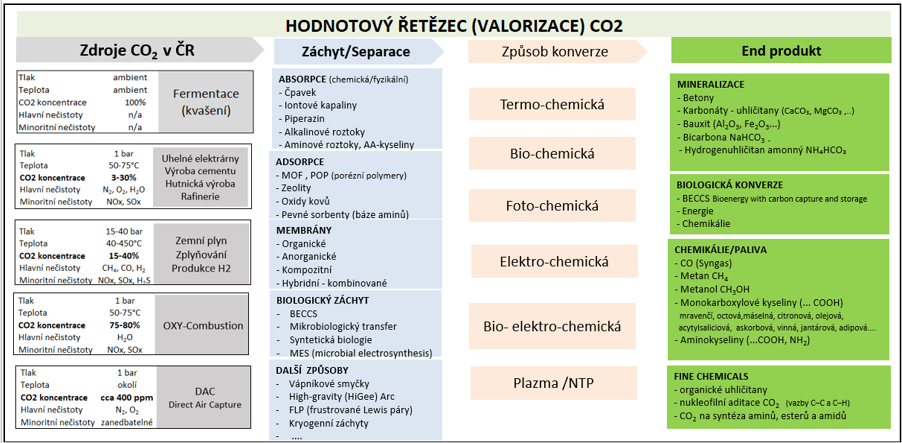 HODNOTOVÝ ŘETĚZEC (VALORIZACE) CO2
Zdroje CO₂ v ČR
Tlak ambient
Teplota ambient
CO2 koncentrace 100%
Hlavní nečistoty n/a
Minoritní nečistoty n/a
Fermentace
(kvašení)
Tlak 1 bar
Teplota 50-75°C
CO2 koncentrace 3-30%
Hlavní nečistoty N₂, O₂, H₂O
Minoritní nečistoty NOx, SOx
Uhelné elektrárny
Výroba cementu
Hutnická výroba
Rafinerie
Tlak 15-40 bar
Teplota 40-450°C
CO2 koncentrace 15-40%
Hlavní nečistoty CH₄, CO, H₂
Minoritní nečistoty NOx, SOx, H₂S
Zemní plyn
Zplyňování
Produkce H2
Tlak 1 bar
Teplota 50-75°C
CO2 koncentrace 75-80%
Hlavní nečistoty H₂O
Minoritní nečistoty NOx, SOx
OXY-Combustion
Tlak 1 bar
Teplota okolí
CO2 koncentrace cca 400 ppm
Hlavní nečistoty N₂, O₂
Minoritní nečistoty zanedbatelné
DAC
Direct Air Capture
Záchyt/Separace
ABSORPCE (chemická/fyzikální)
- Čpavek
- Iontové kapaliny
- Piperazin
- Alkalinové roztoky
- Aminové roztoky, AA-kyseliny
ADSORPCE
- MOF , POP (porézní polymery)
- Zeolity
- Oxidy kovů
- Pevné sorbenty (báze aminů)
MEMBRÁNY
- Organické
- Anorganické
- Kompozitní
- Hybridní - kombinované
BIOLOGICKÝ ZÁCHYT
- BECCS
- Mikrobiologický transfer
- Syntetická biologie
- MES (microbial electrosynthesis)
DALŠÍ ZPŮSOBY
- Vápníkové smyčky
- High-gravity (HiGee) Arc
- FLP (frustrované Lewis páry)
- Kryogenní záchyty
- ....
Způsob konverze
Termo-chemická
Bio-chemická
Foto-chemická
Elektro-chemická
Bio- elektro-chemická
Plazma /NTP
End produkt
MINERALIZACE
- Betony
- Karbonáty - uhličitany (CaCO₃, MgCO₃ ,..)
- Bauxit (Al₂O₃, Fe₂O₃...)
- Bicarbona NaHCO₃ .
- Hydrogenuhličitan amonný NH₄HCO₃
BIOLOGICKÁ KONVERZE
- BECCS Bioenergy with carbon capture and storage
- Energie
- Chemikálie
CHEMIKÁLIE/PALIVA
- CO (Syngas)
- Metan CH₄
- Metanol CH₃OH
- Monokarboxylové kyseliny (... COOH)
mravenčí, octová,máselná, citronová, olejová,
acytylsaliciová, askorbová, vinná, jantárová, adipová....
- Aminokyseliny (...COOH, NH₂)
FINE CHEMICALS
- organické uhličitany
- nukleofilní aditace CO₂ (vazby C–C a C–H)
- CO₂ na syntéza aminů, esterů a amidů